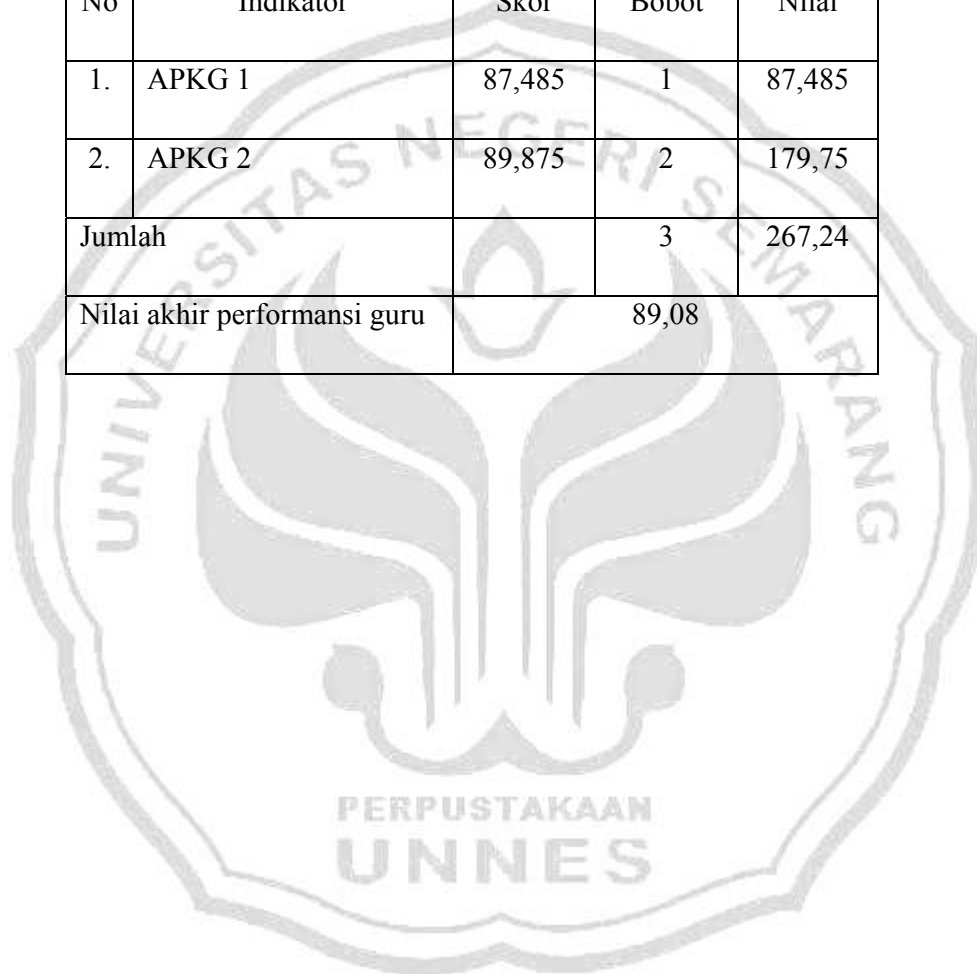 No Indikator Skor Bobot Nilai
1. APKG 1 87,485 1 87,485
2. APKG 2 89,875 2 179,75
Jumlah 3 267,24
Nilai akhir performansi guru 89,08
UNIVERSITAS NEGERI SEMARANG
PERPUSTAKAAN
UNNES